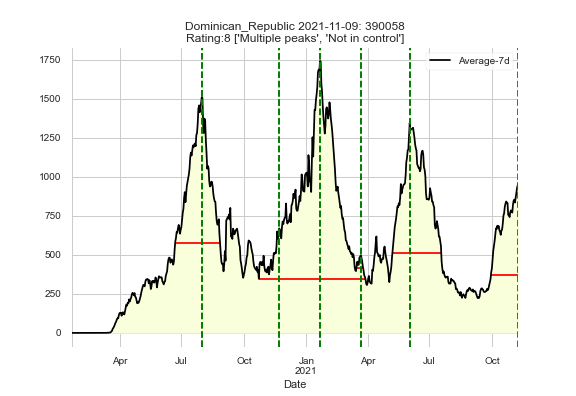 Dominican_Republic 2021-11-09: 390058
Rating:8 ['Multiple peaks', 'Not in control']
Average-7d
1750
1500
1250
1000
750
500
250
0
Apr Jul Oct Jan Apr Jul Oct
2021
Date